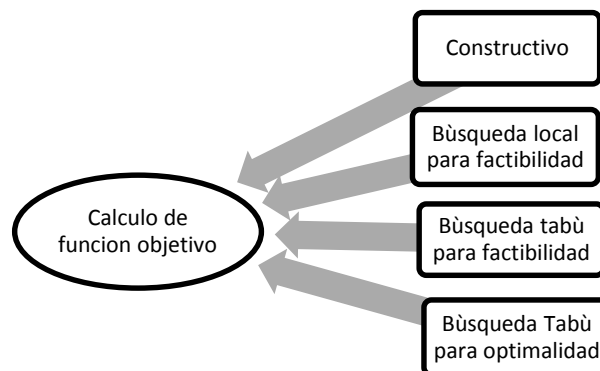 Constructivo
Bùsqueda local
para factibilidad
Calculo de
funcion objetivo
Bùsqueda tabù
para factibilidad
Bùsqueda Tabù
para optimalidad